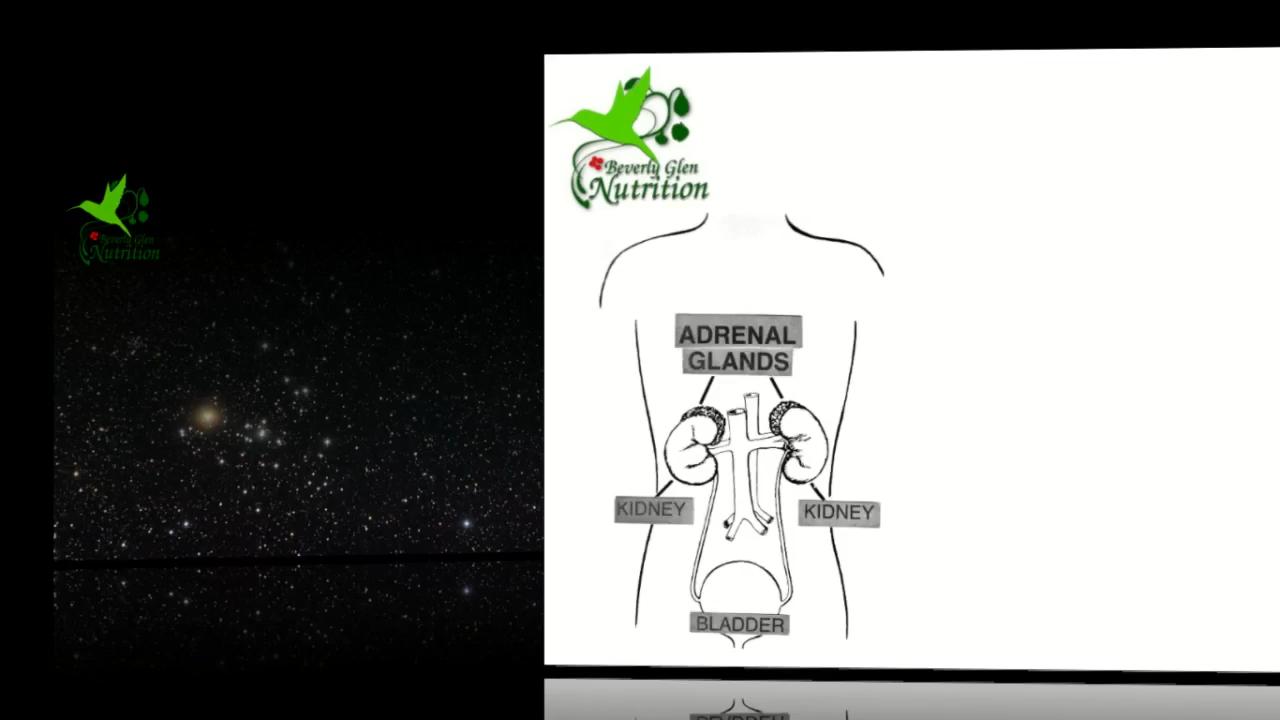 Beverly Glen
Nutrition
Beverly Glen
Nutrition
ADRENAL
GLANDS
KIDNEY
KIDNEY
BLADDER